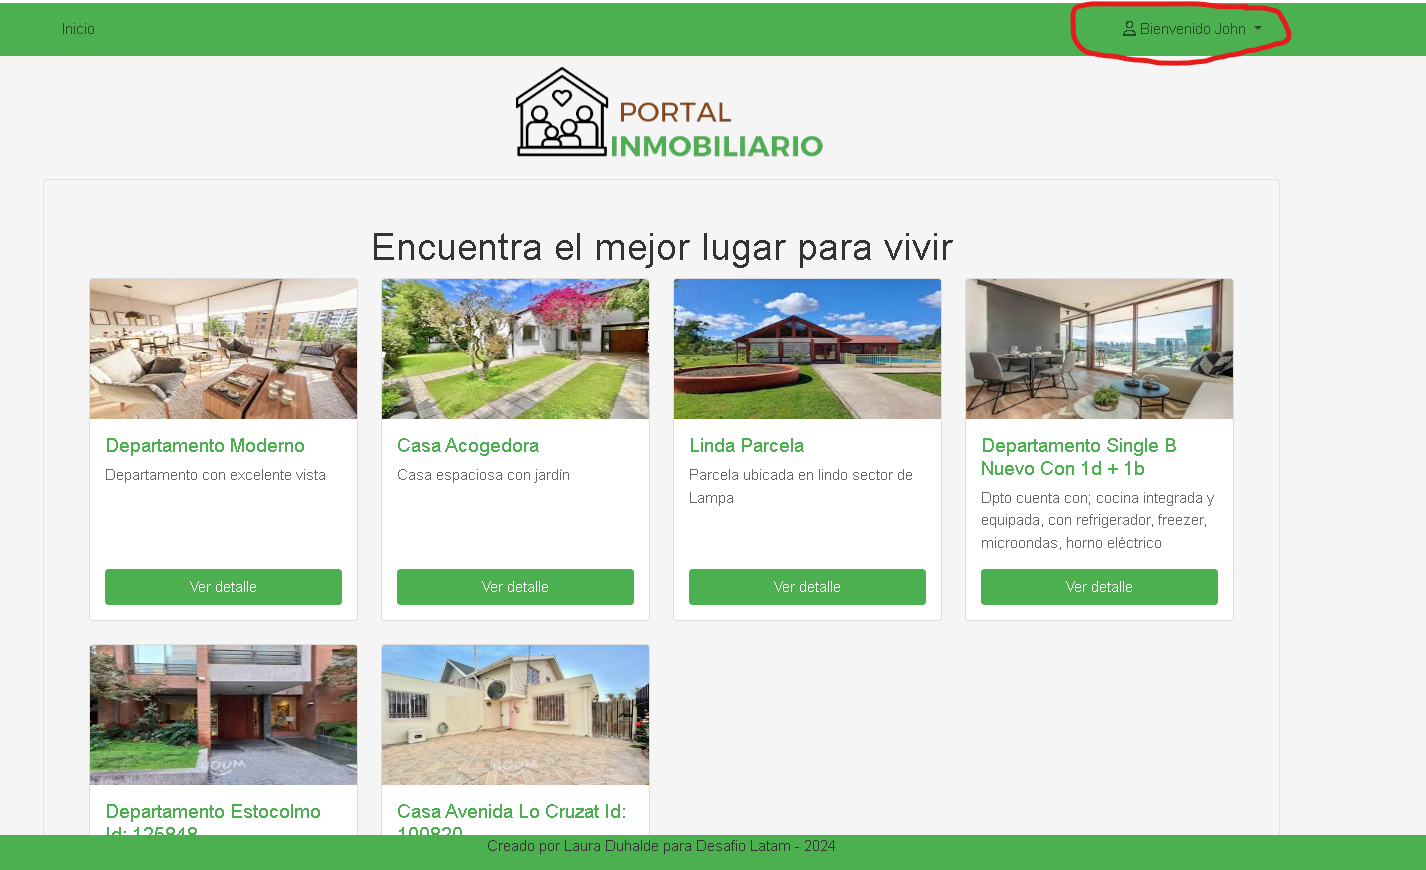 Inicio
Bienvenido John
PORTAL
INMOBILIARIO
Encuentra el mejor lugar para vivir
Departamento Moderno
Departamento con excelente vista
Ver detalle
Casa Acogedora
Casa espaciosa con jardín
Ver detalle
Linda Parcela
Parcela ubicada en lindo sector de
Lampa
Ver detalle
Departamento Single B
Nuevo Con 1d + 1b
Dpto cuenta con; cocina integrada y
equipada, con refrigerador, freezer,
microondas, horno eléctrico
Ver detalle
Departamento Estocolmo
Id: 125848
Casa Avenida Lo Cruzat Id:
100820
Creado por Laura Duhalde para Desafio Latam - 2024